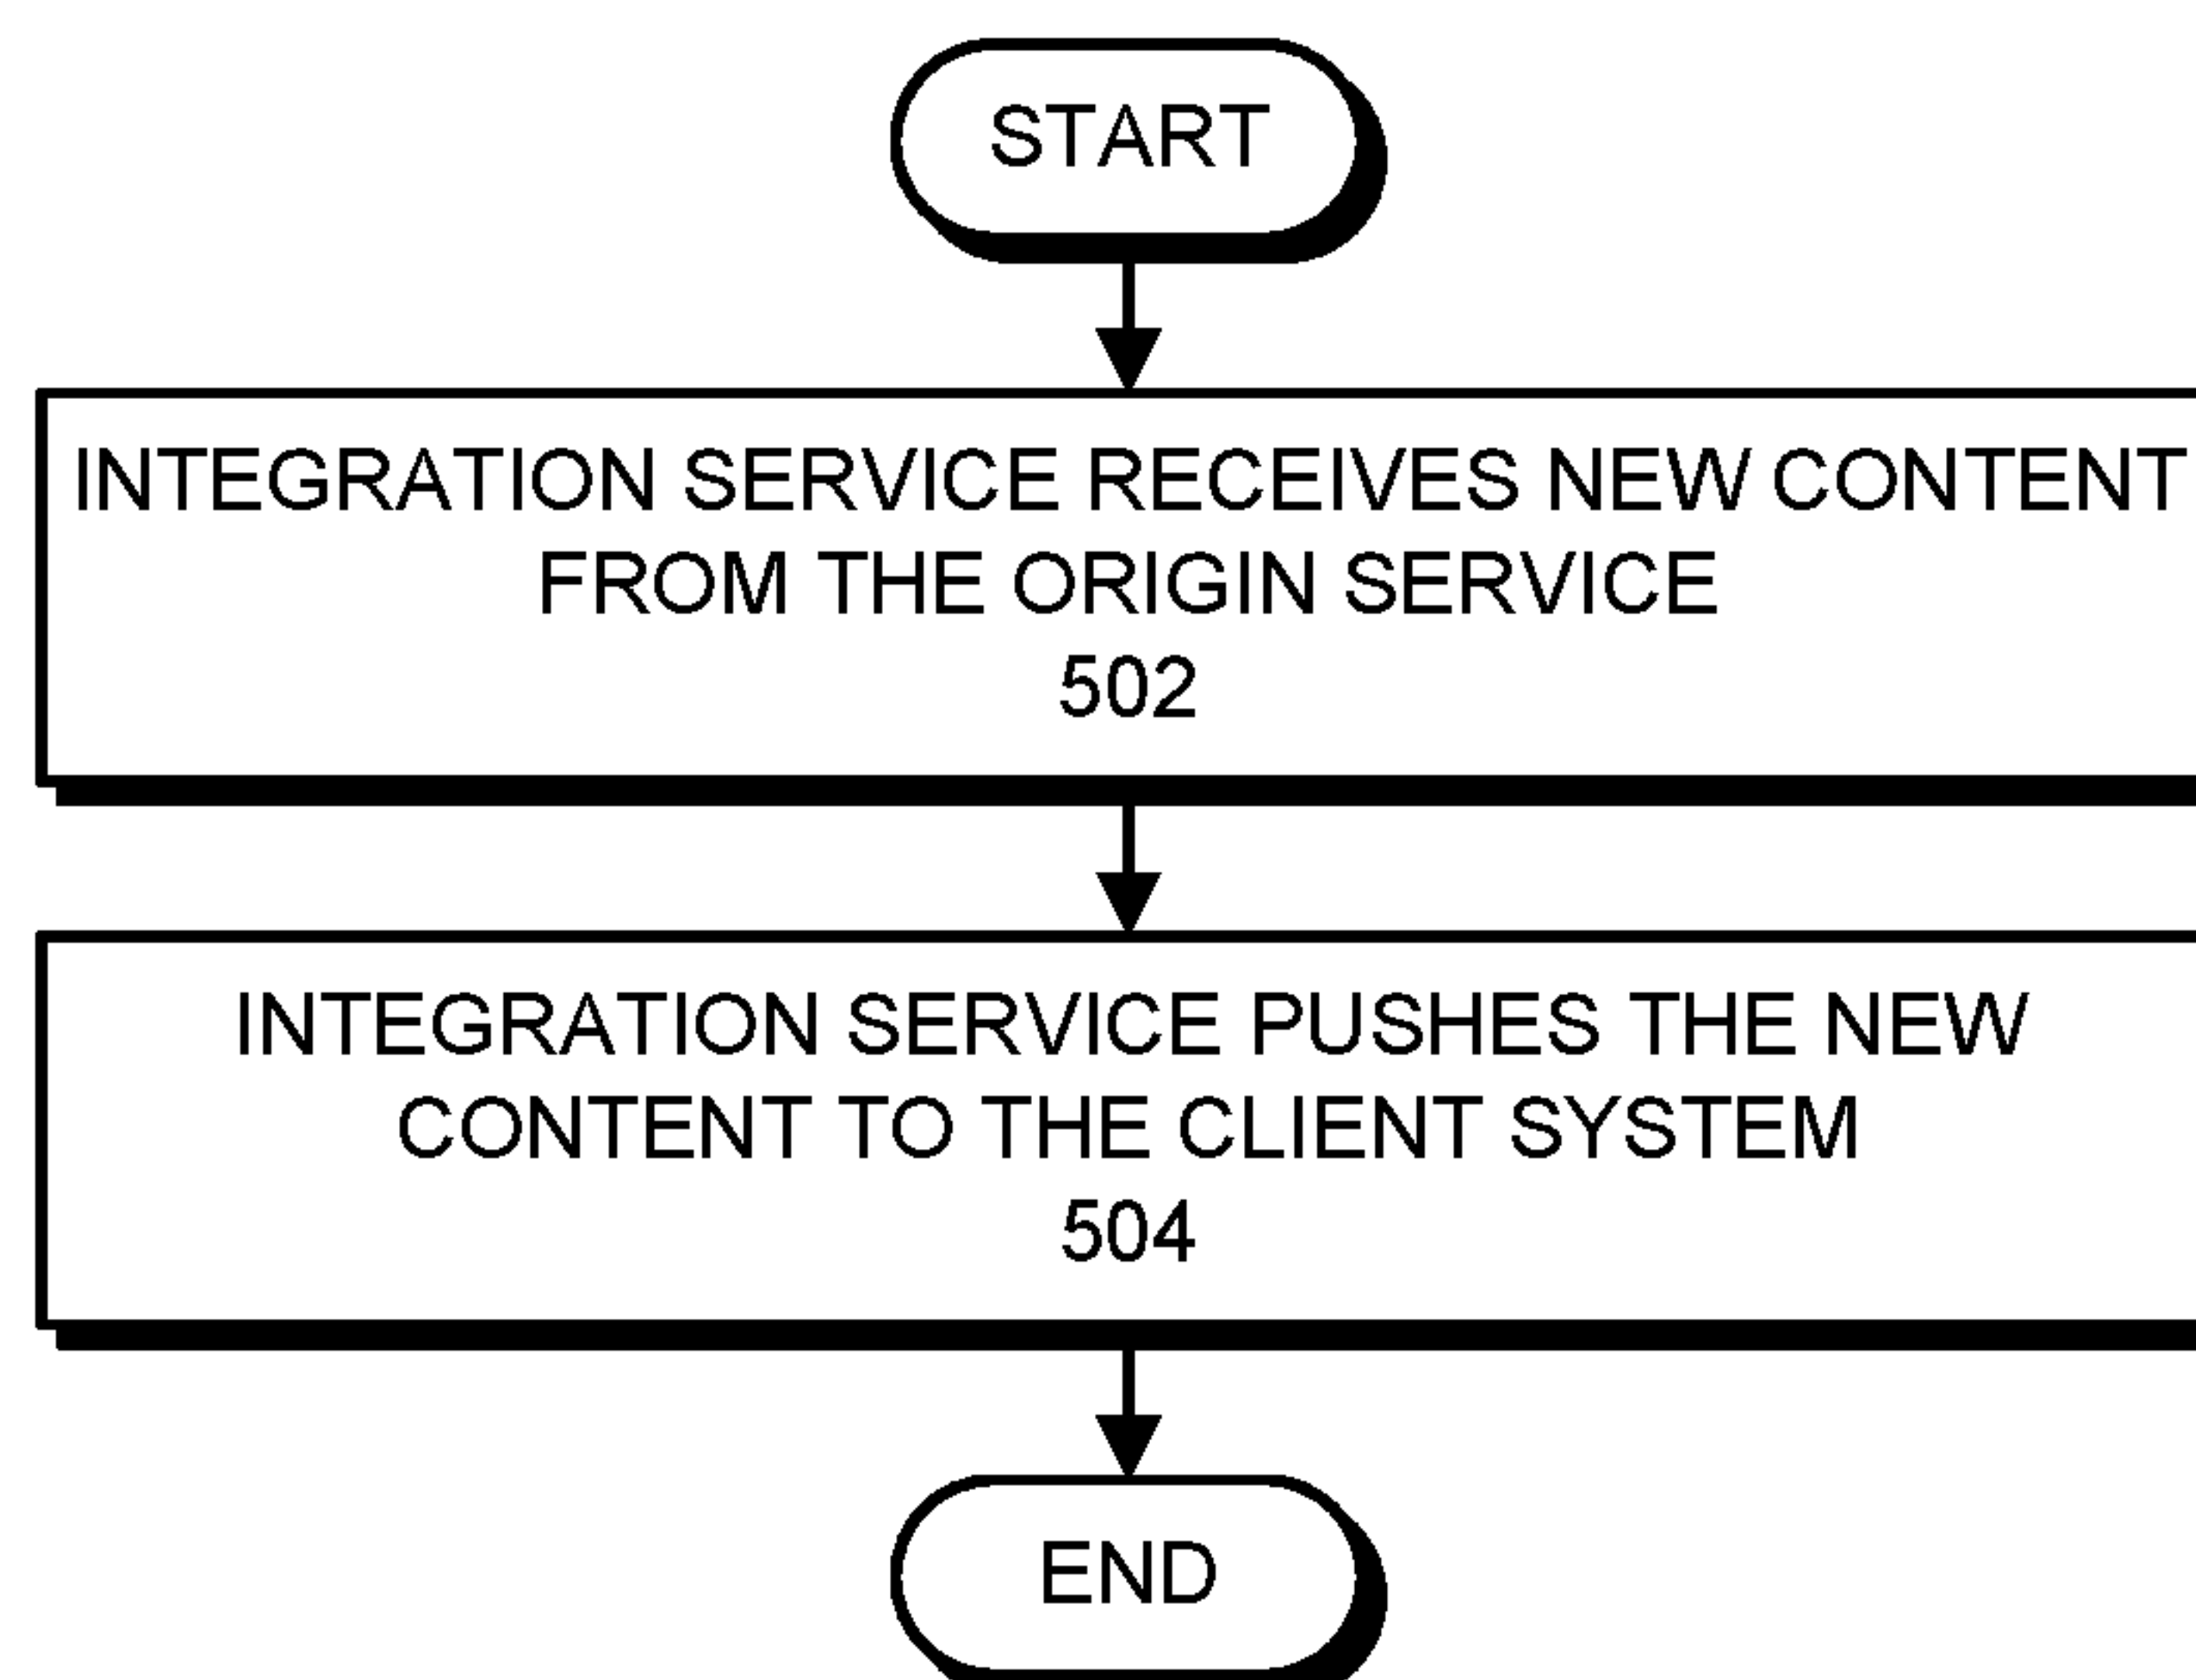 START
INTEGRATION SERVICE RECEIVES NEW CONTENT
FROM THE ORIGIN SERVICE
502
INTEGRATION SERVICE PUSHES THE NEW
CONTENT TO THE CLIENT SYSTEM
504
END